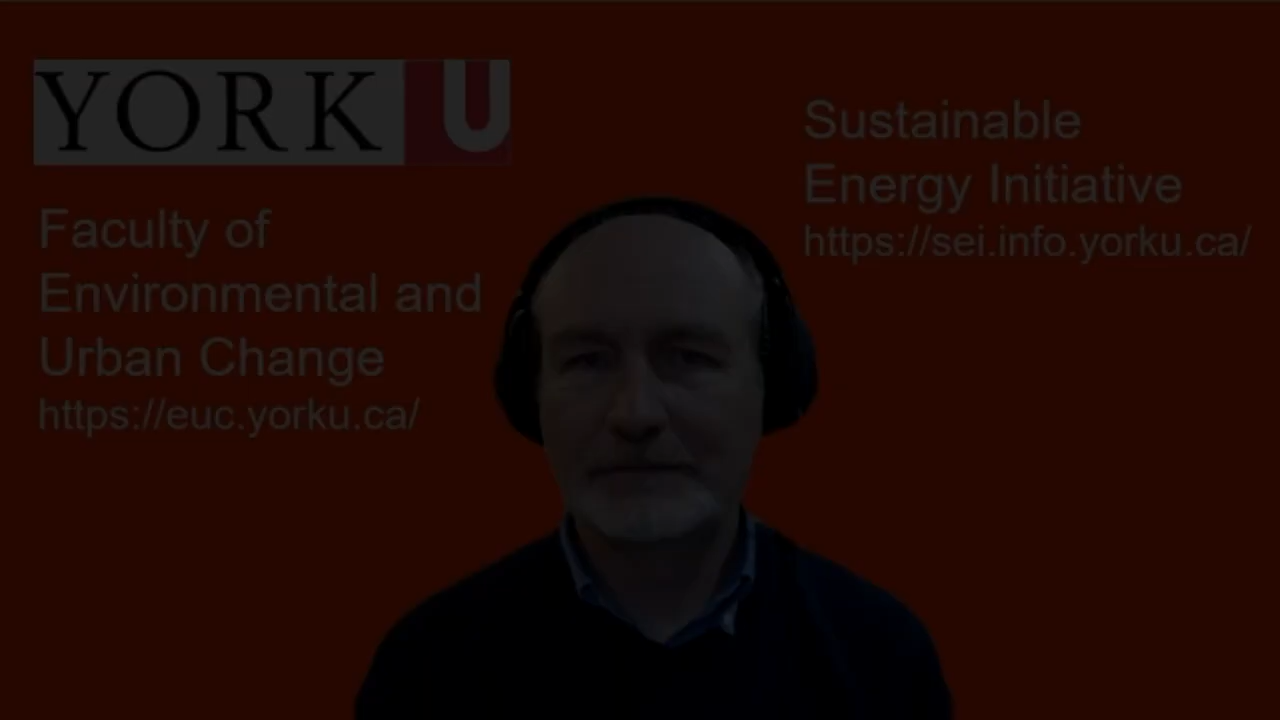 YORK U
Faculty of
Environmental and
Urban Change
https://euc.yorku.ca/
Sustainable
Energy Initiative
https://sei.info.yorku.ca/